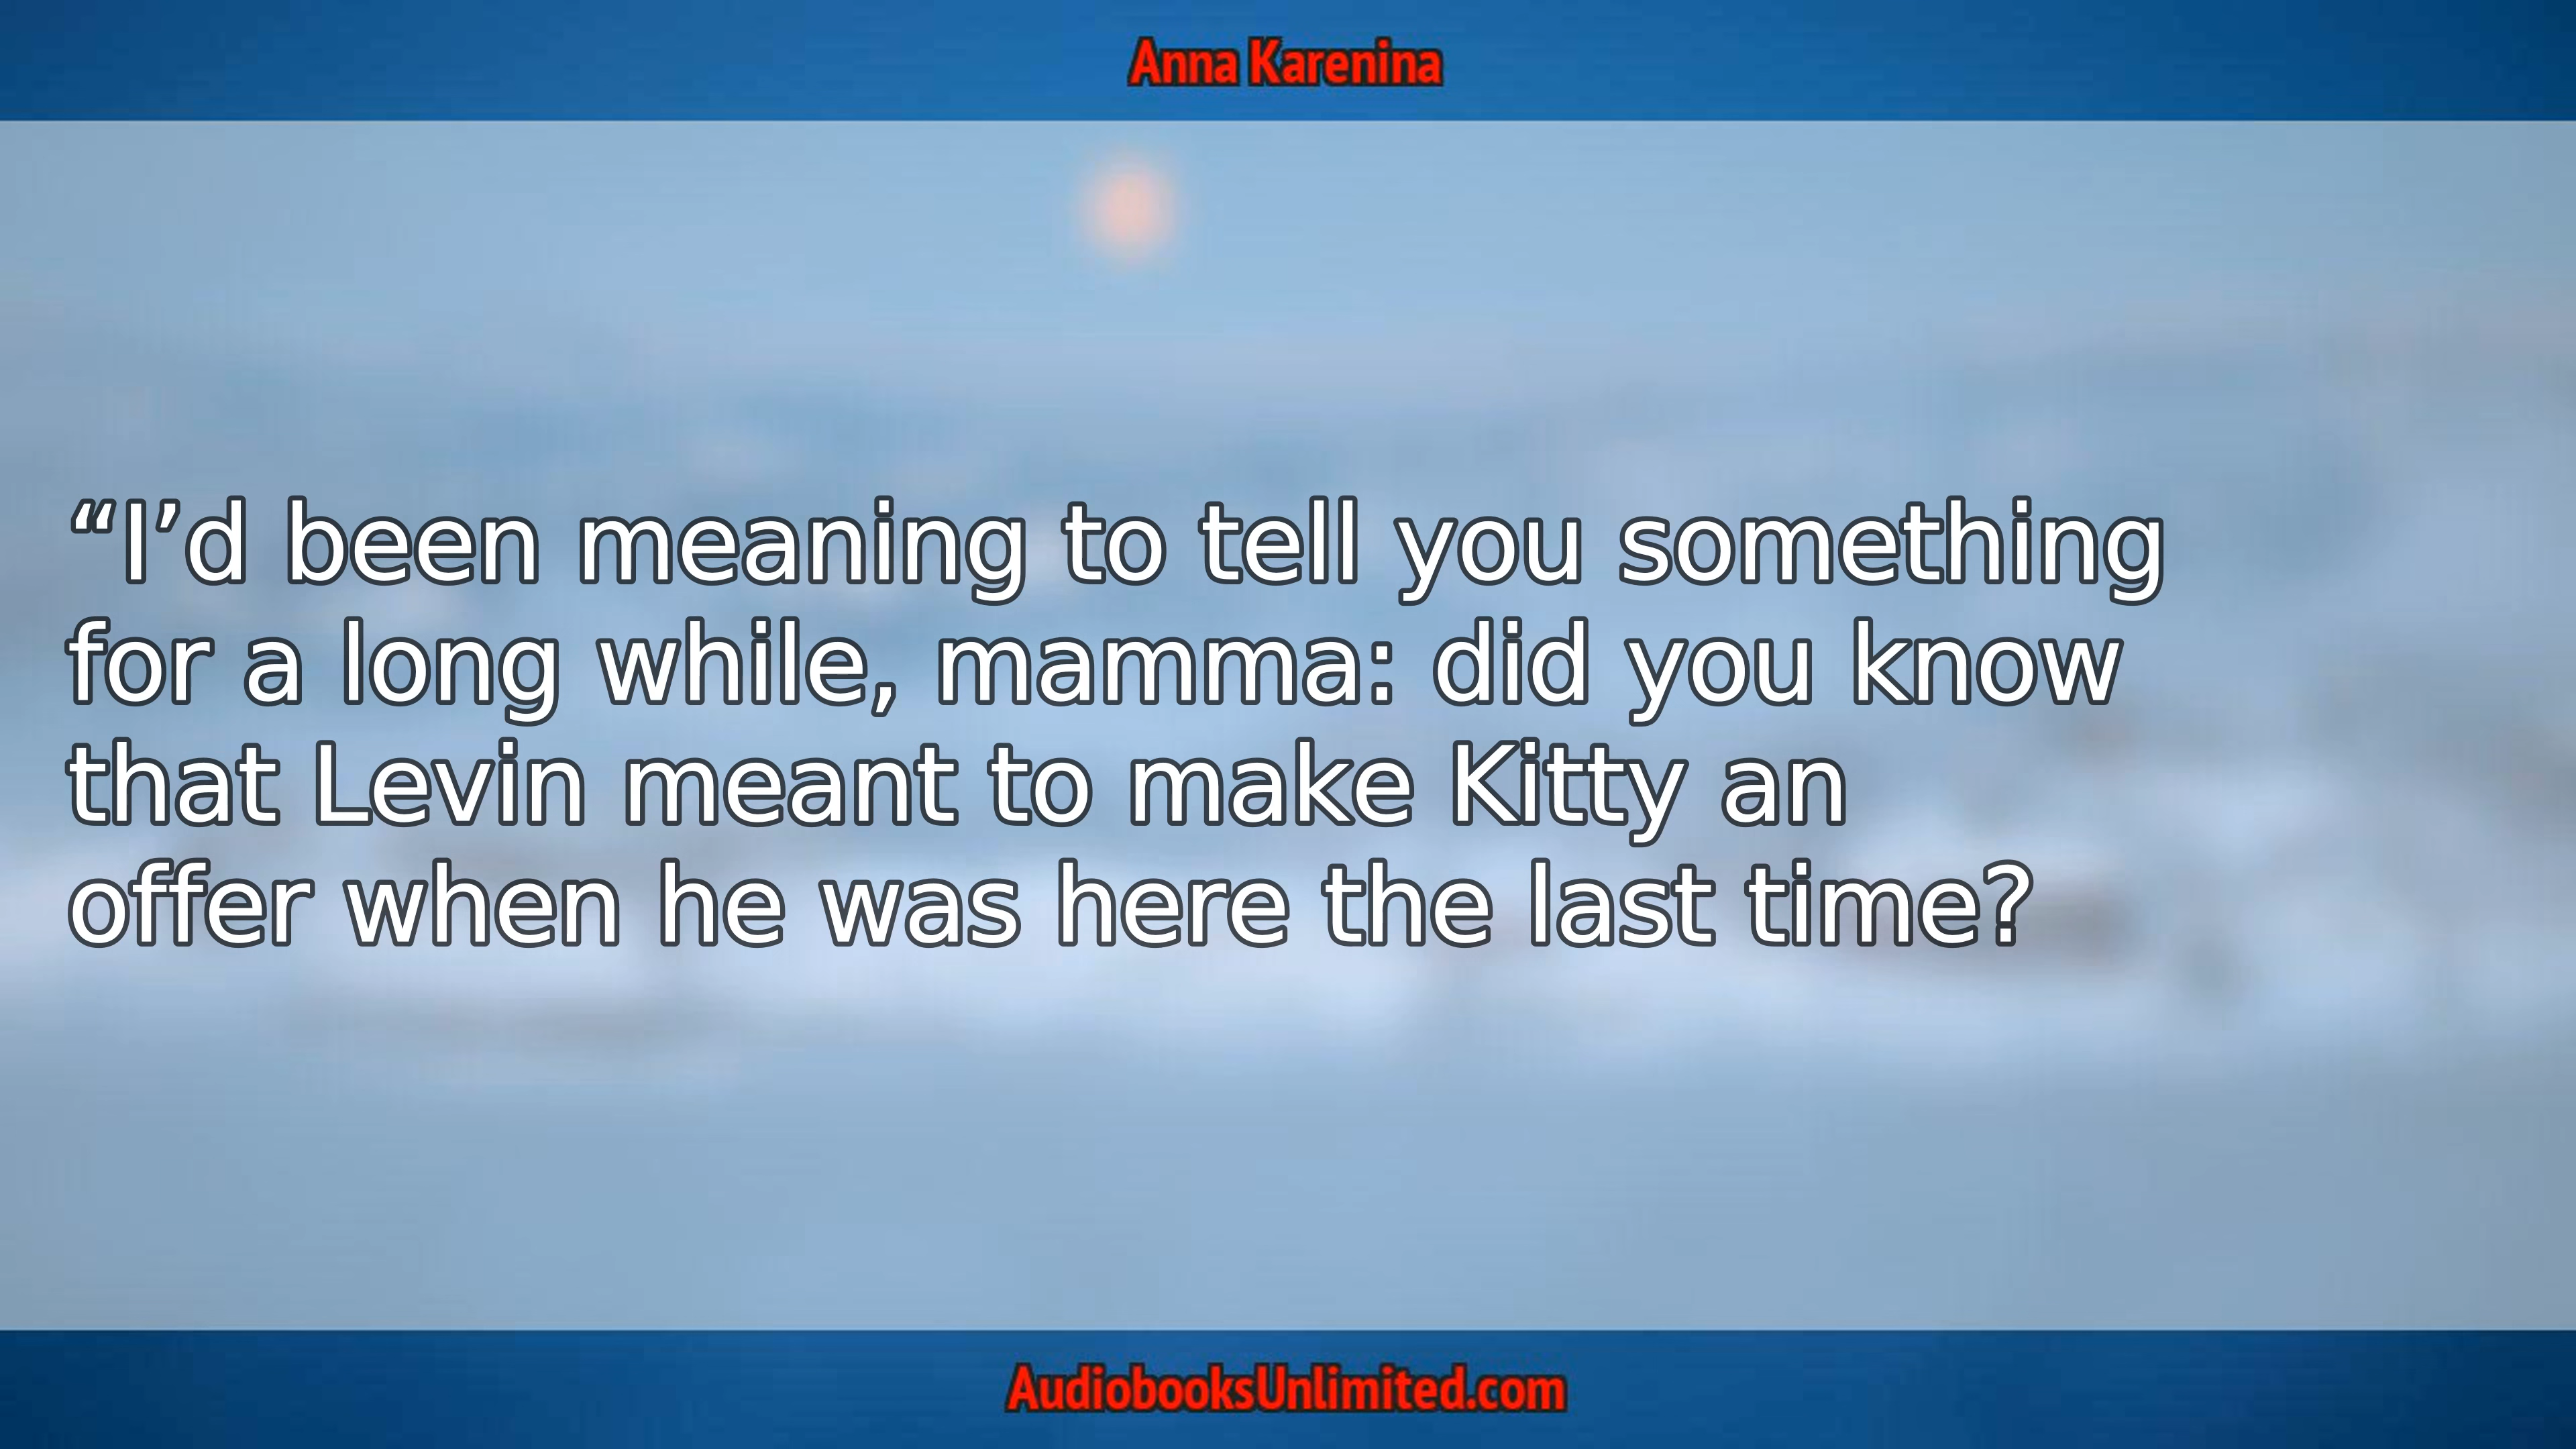 Anna Karenina
“I’d been meaning to tell you something
for a long while, mamma: did you know
that Levin meant to make Kitty an
offer when he was here the last time?
AudiobooksUnlimited.com